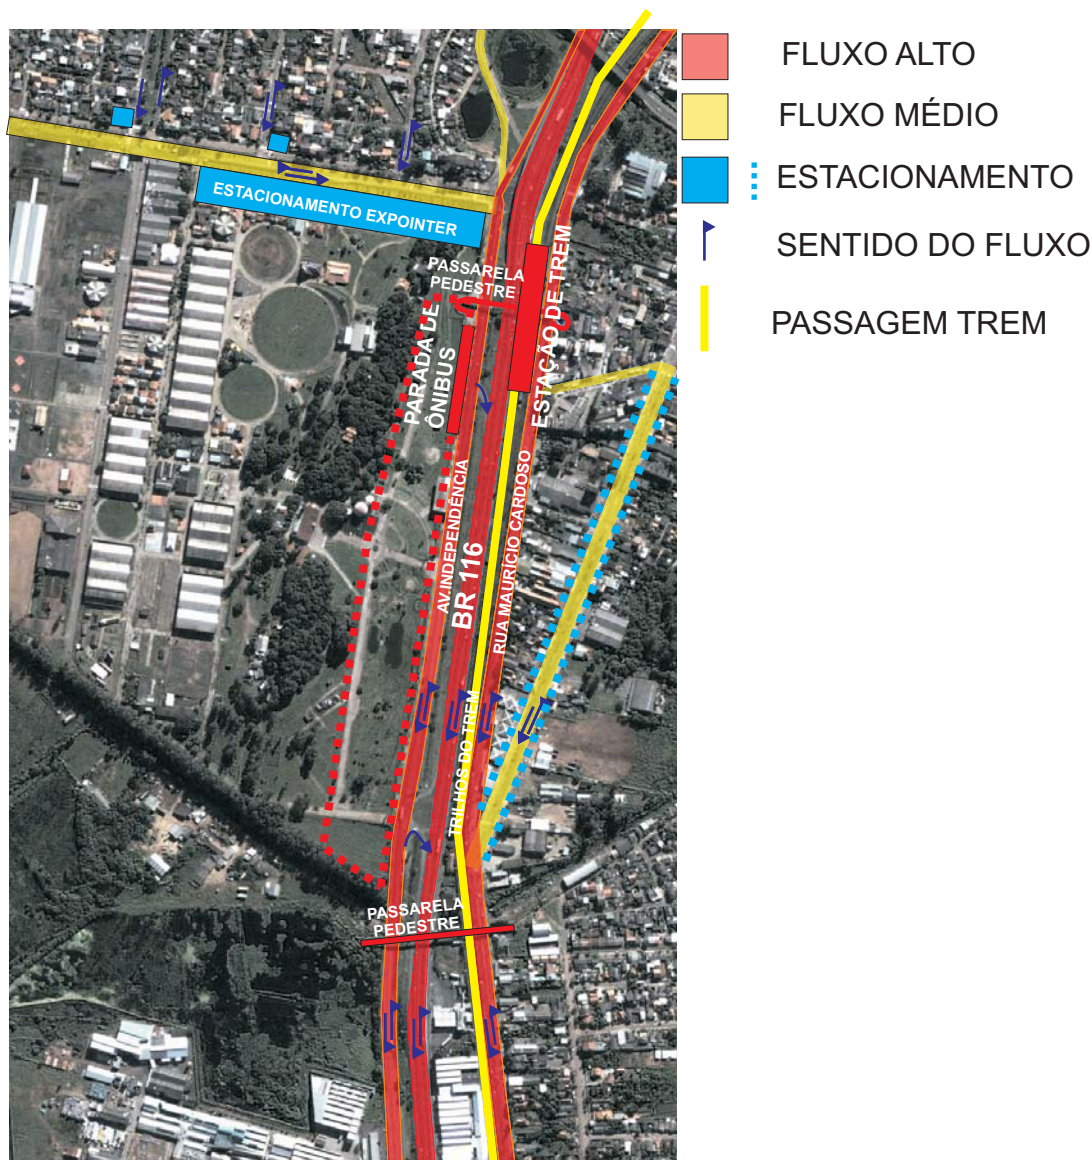 FLUXO ALTO
FLUXO MÉDIO
ESTACIONAMENTO
SENTIDO DO FLUXO
PASSAGEM TREM
ESTACIONAMENTO EXPOINTER
PASSARELA
PEDESTRE
ESTAÇÃO DE TREM
PARADA DE
ÔNIBUS
AV.INDEPENDÊNCIA
BR 116
RUA MAURÍCIO CARDOSO
TRILHOS DO TREM
PASSARELA
PEDESTRE